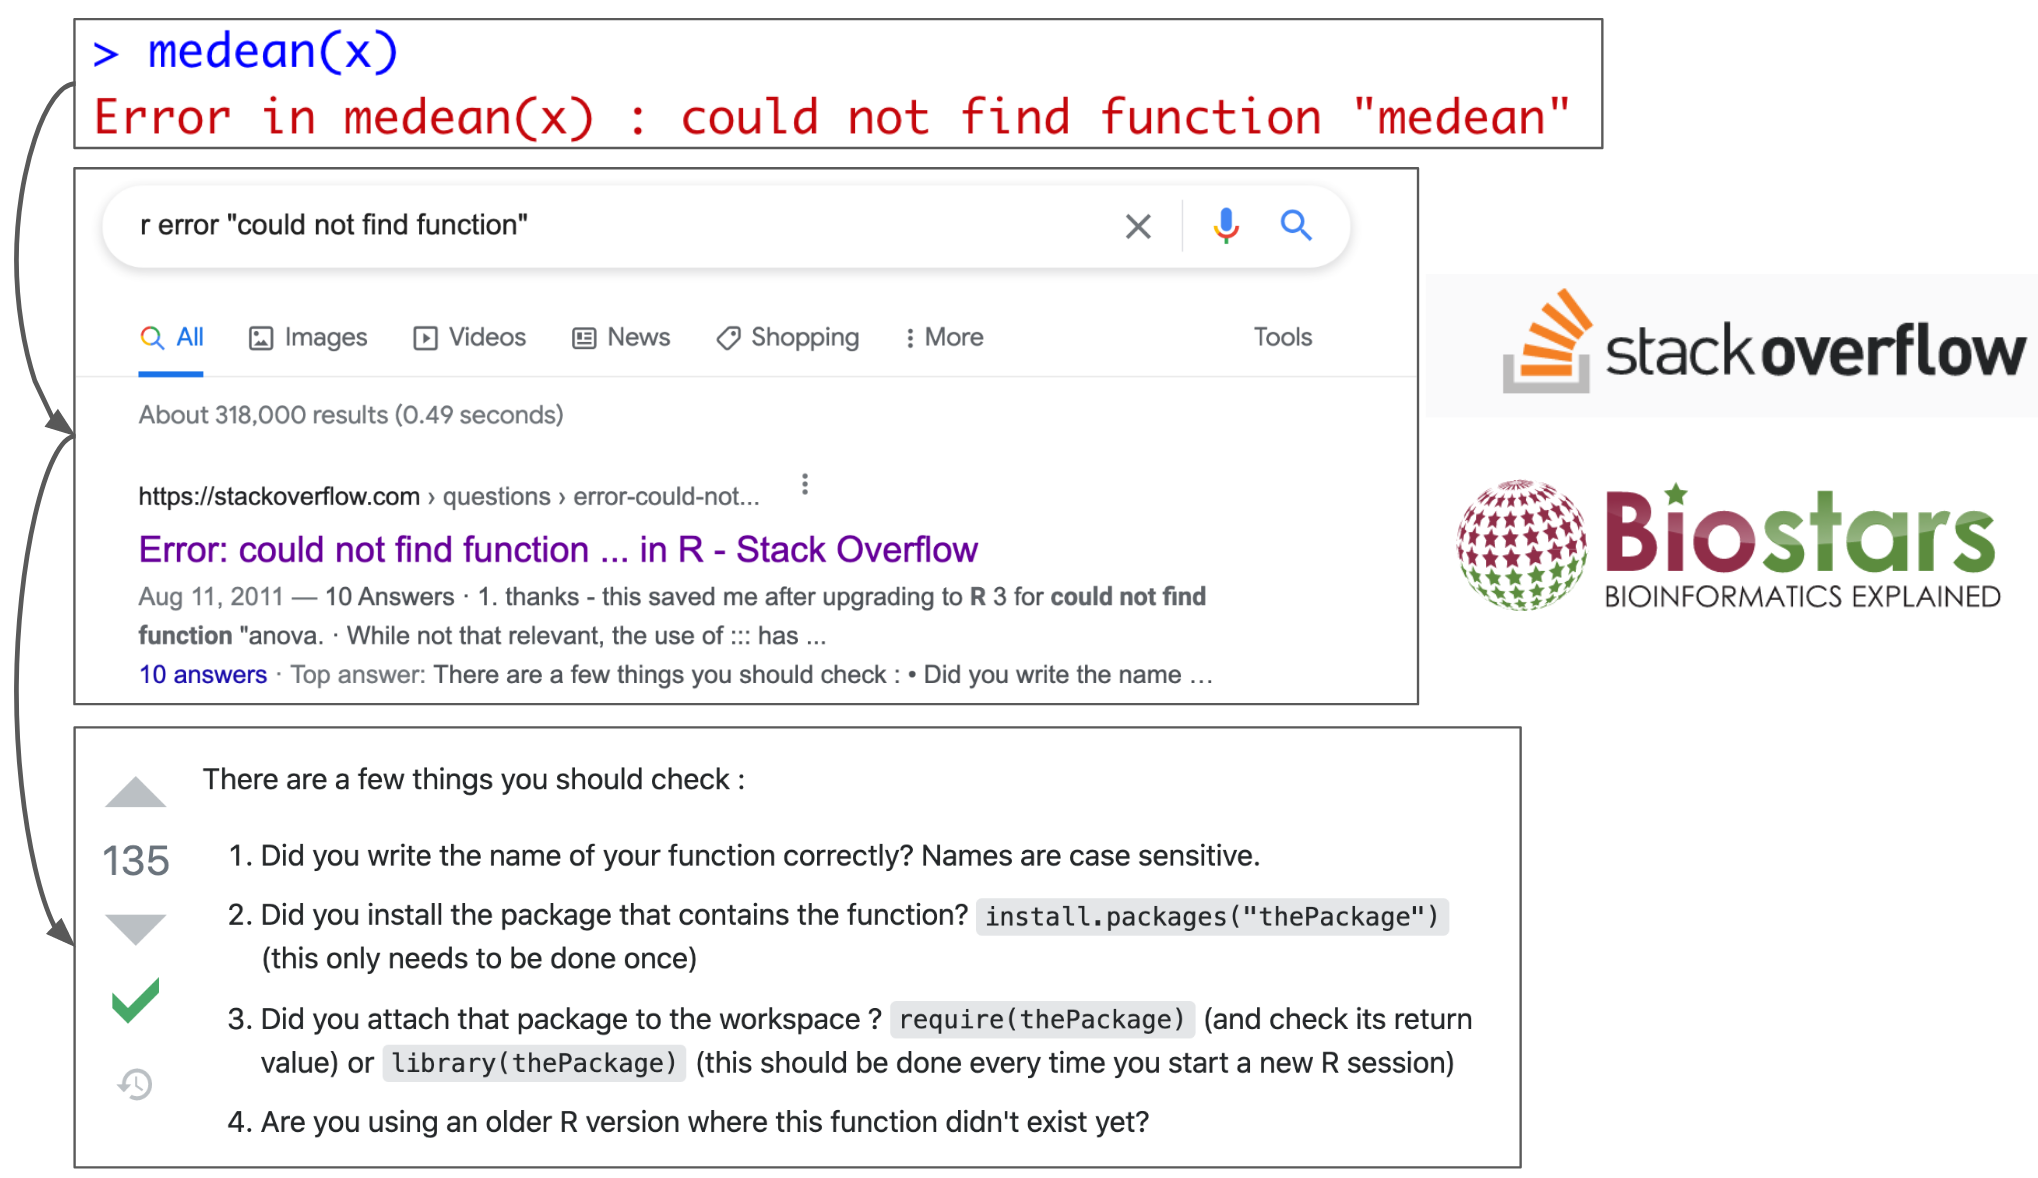 > medean(x)
Error in medean(x) : could not find function "medean"
r error "could not find function"
All Images Videos News Shopping More Tools
About 318,000 results (0.49 seconds)
https://stackoverflow.com › questions › error-could-not...
Error: could not find function ... in R - Stack Overflow
Aug 11, 2011 — 10 Answers · 1. thanks - this saved me after upgrading to R 3 for could not find
function "anova. · While not that relevant, the use of ::: has ...
10 answers · Top answer: There are a few things you should check : • Did you write the name …
stackoverflow
Biostars
BIOINFORMATICS EXPLAINED
There are a few things you should check :
135
1. Did you write the name of your function correctly? Names are case sensitive.
2. Did you install the package that contains the function? install.packages("thePackage")
(this only needs to be done once)
3. Did you attach that package to the workspace ? require(thePackage) (and check its return
value) or library(thePackage) (this should be done every time you start a new R session)
4. Are you using an older R version where this function didn't exist yet?